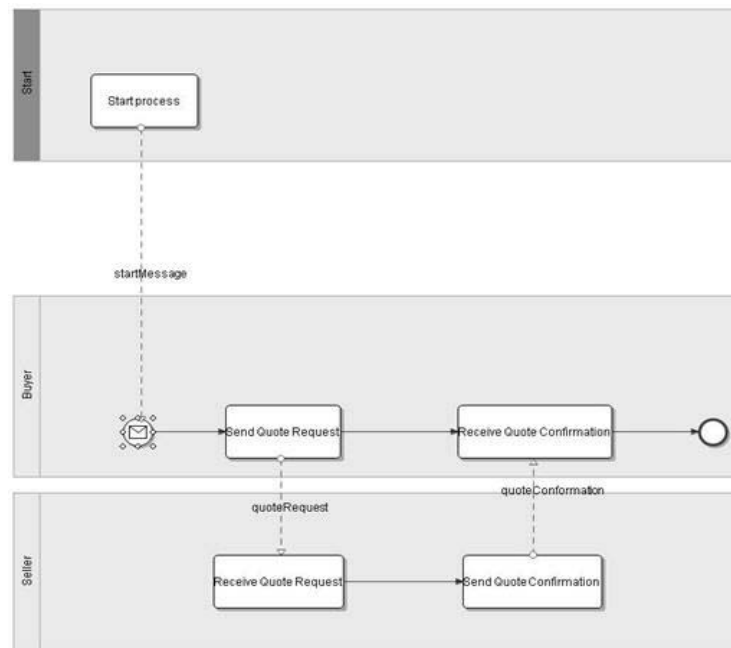 Start
Start process
startMessage
Buyer
Send Quote Request
Receive Quote Confirmation
quoteRequest
quoteConformation
Seller
Receive Quote Request
Send Quote Confirmation